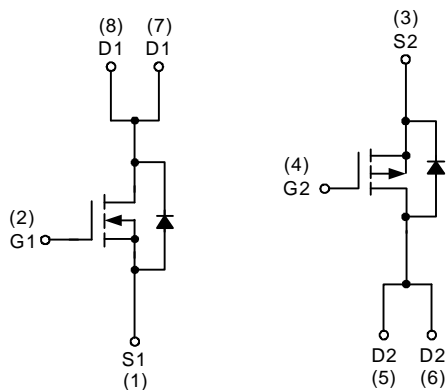 (8) (7)
D1 D1
(2)
G1
S1
(1)
(3)
S2
(4)
G2
D2 D2
(5) (6)